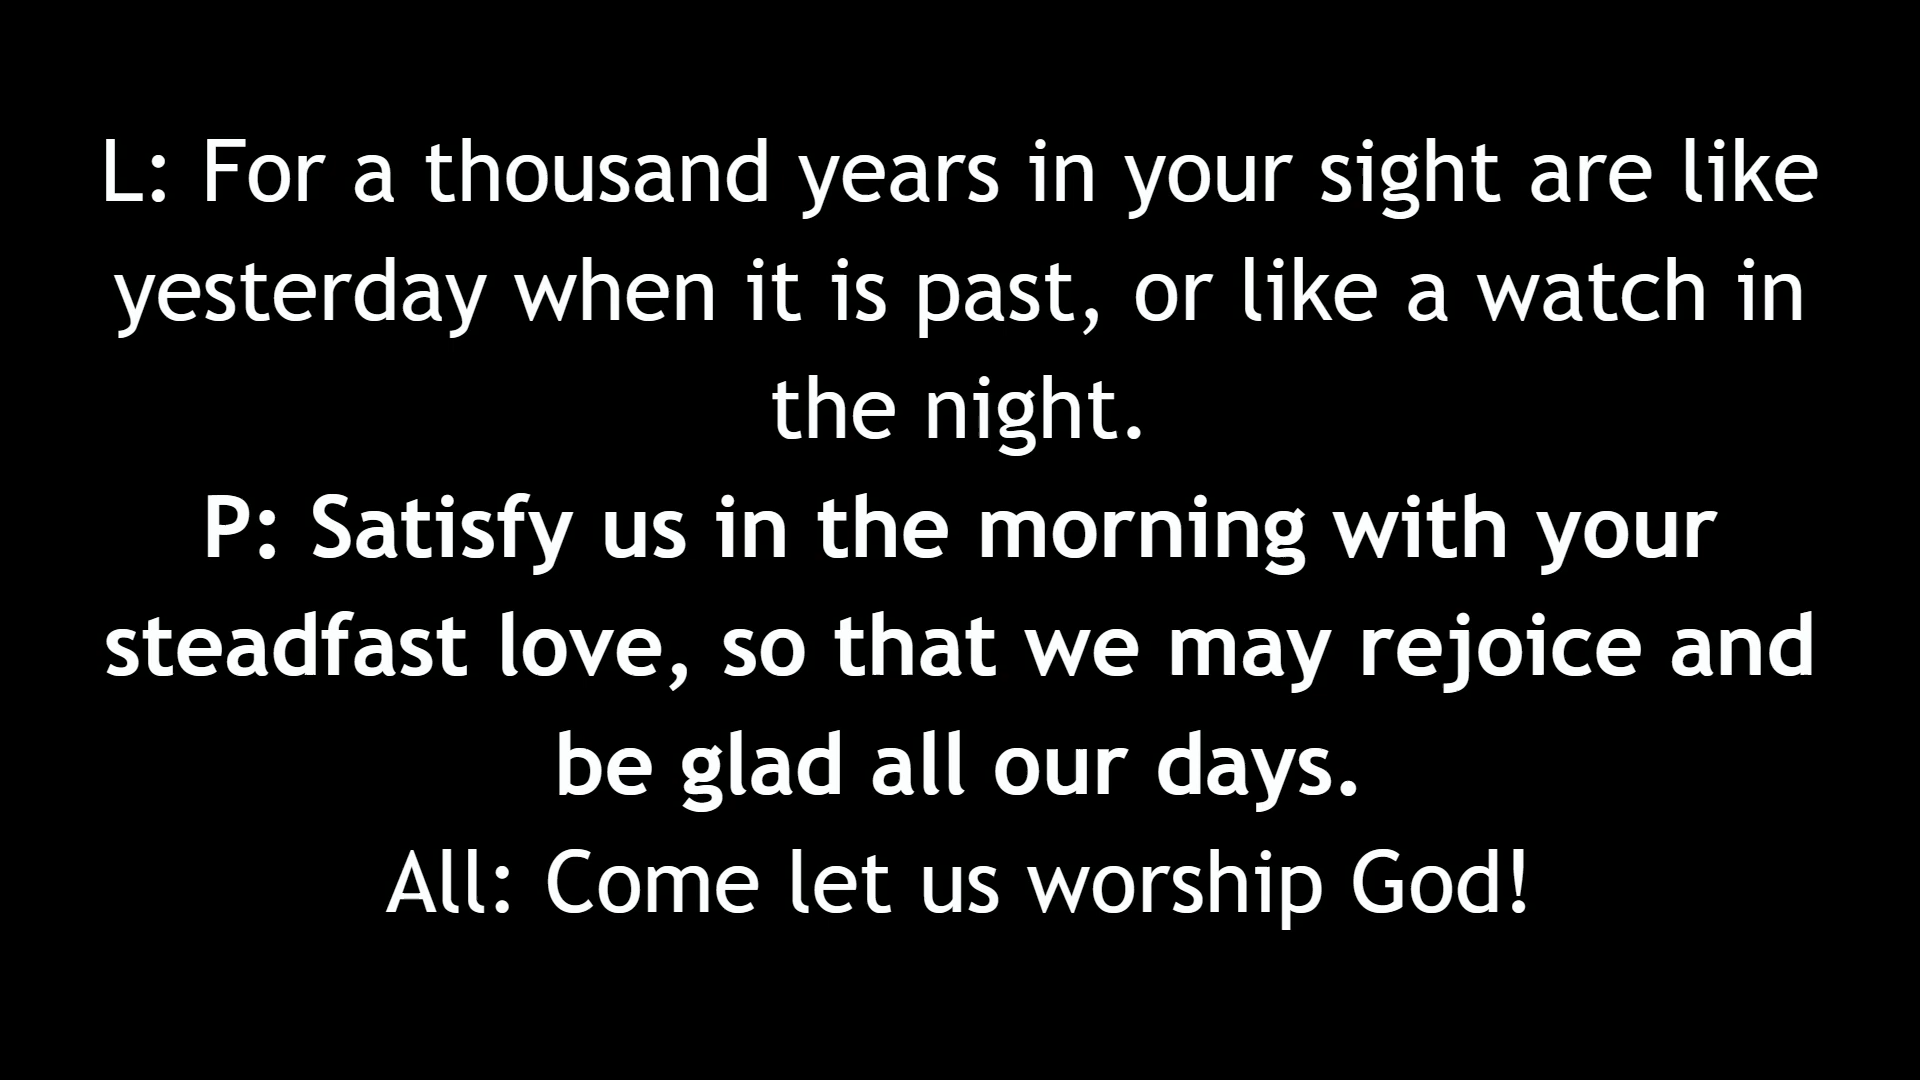 L: For a thousand years in your sight are like
yesterday when it is past, or like a watch in
the night.
P: Satisfy us in the morning with your
steadfast love, so that we may rejoice and
be glad all our days.
All: Come let us worship God!